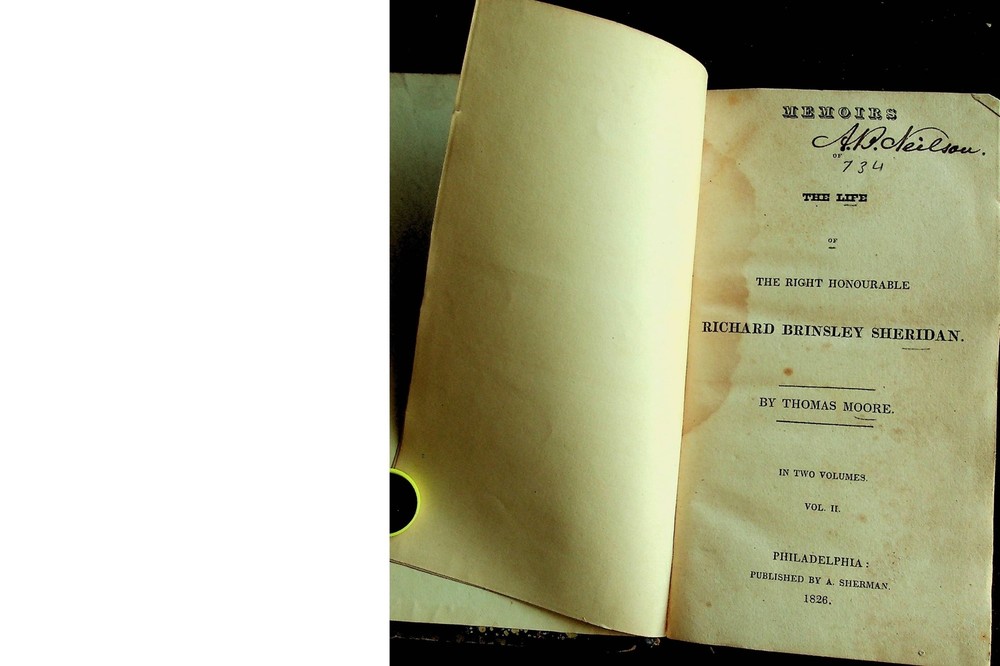 MEMOIRS
A.B. Neilson.
OF
734
THE LIFE
OF
THE RIGHT HONOURABLE
RICHARD BRINSLEY SHERIDAN.
BY THOMAS MOORE.
IN TWO VOLUMES.
VOL. II.
PHILADELPHIA:
PUBLISHED BY A. SHERMAN.
1826.